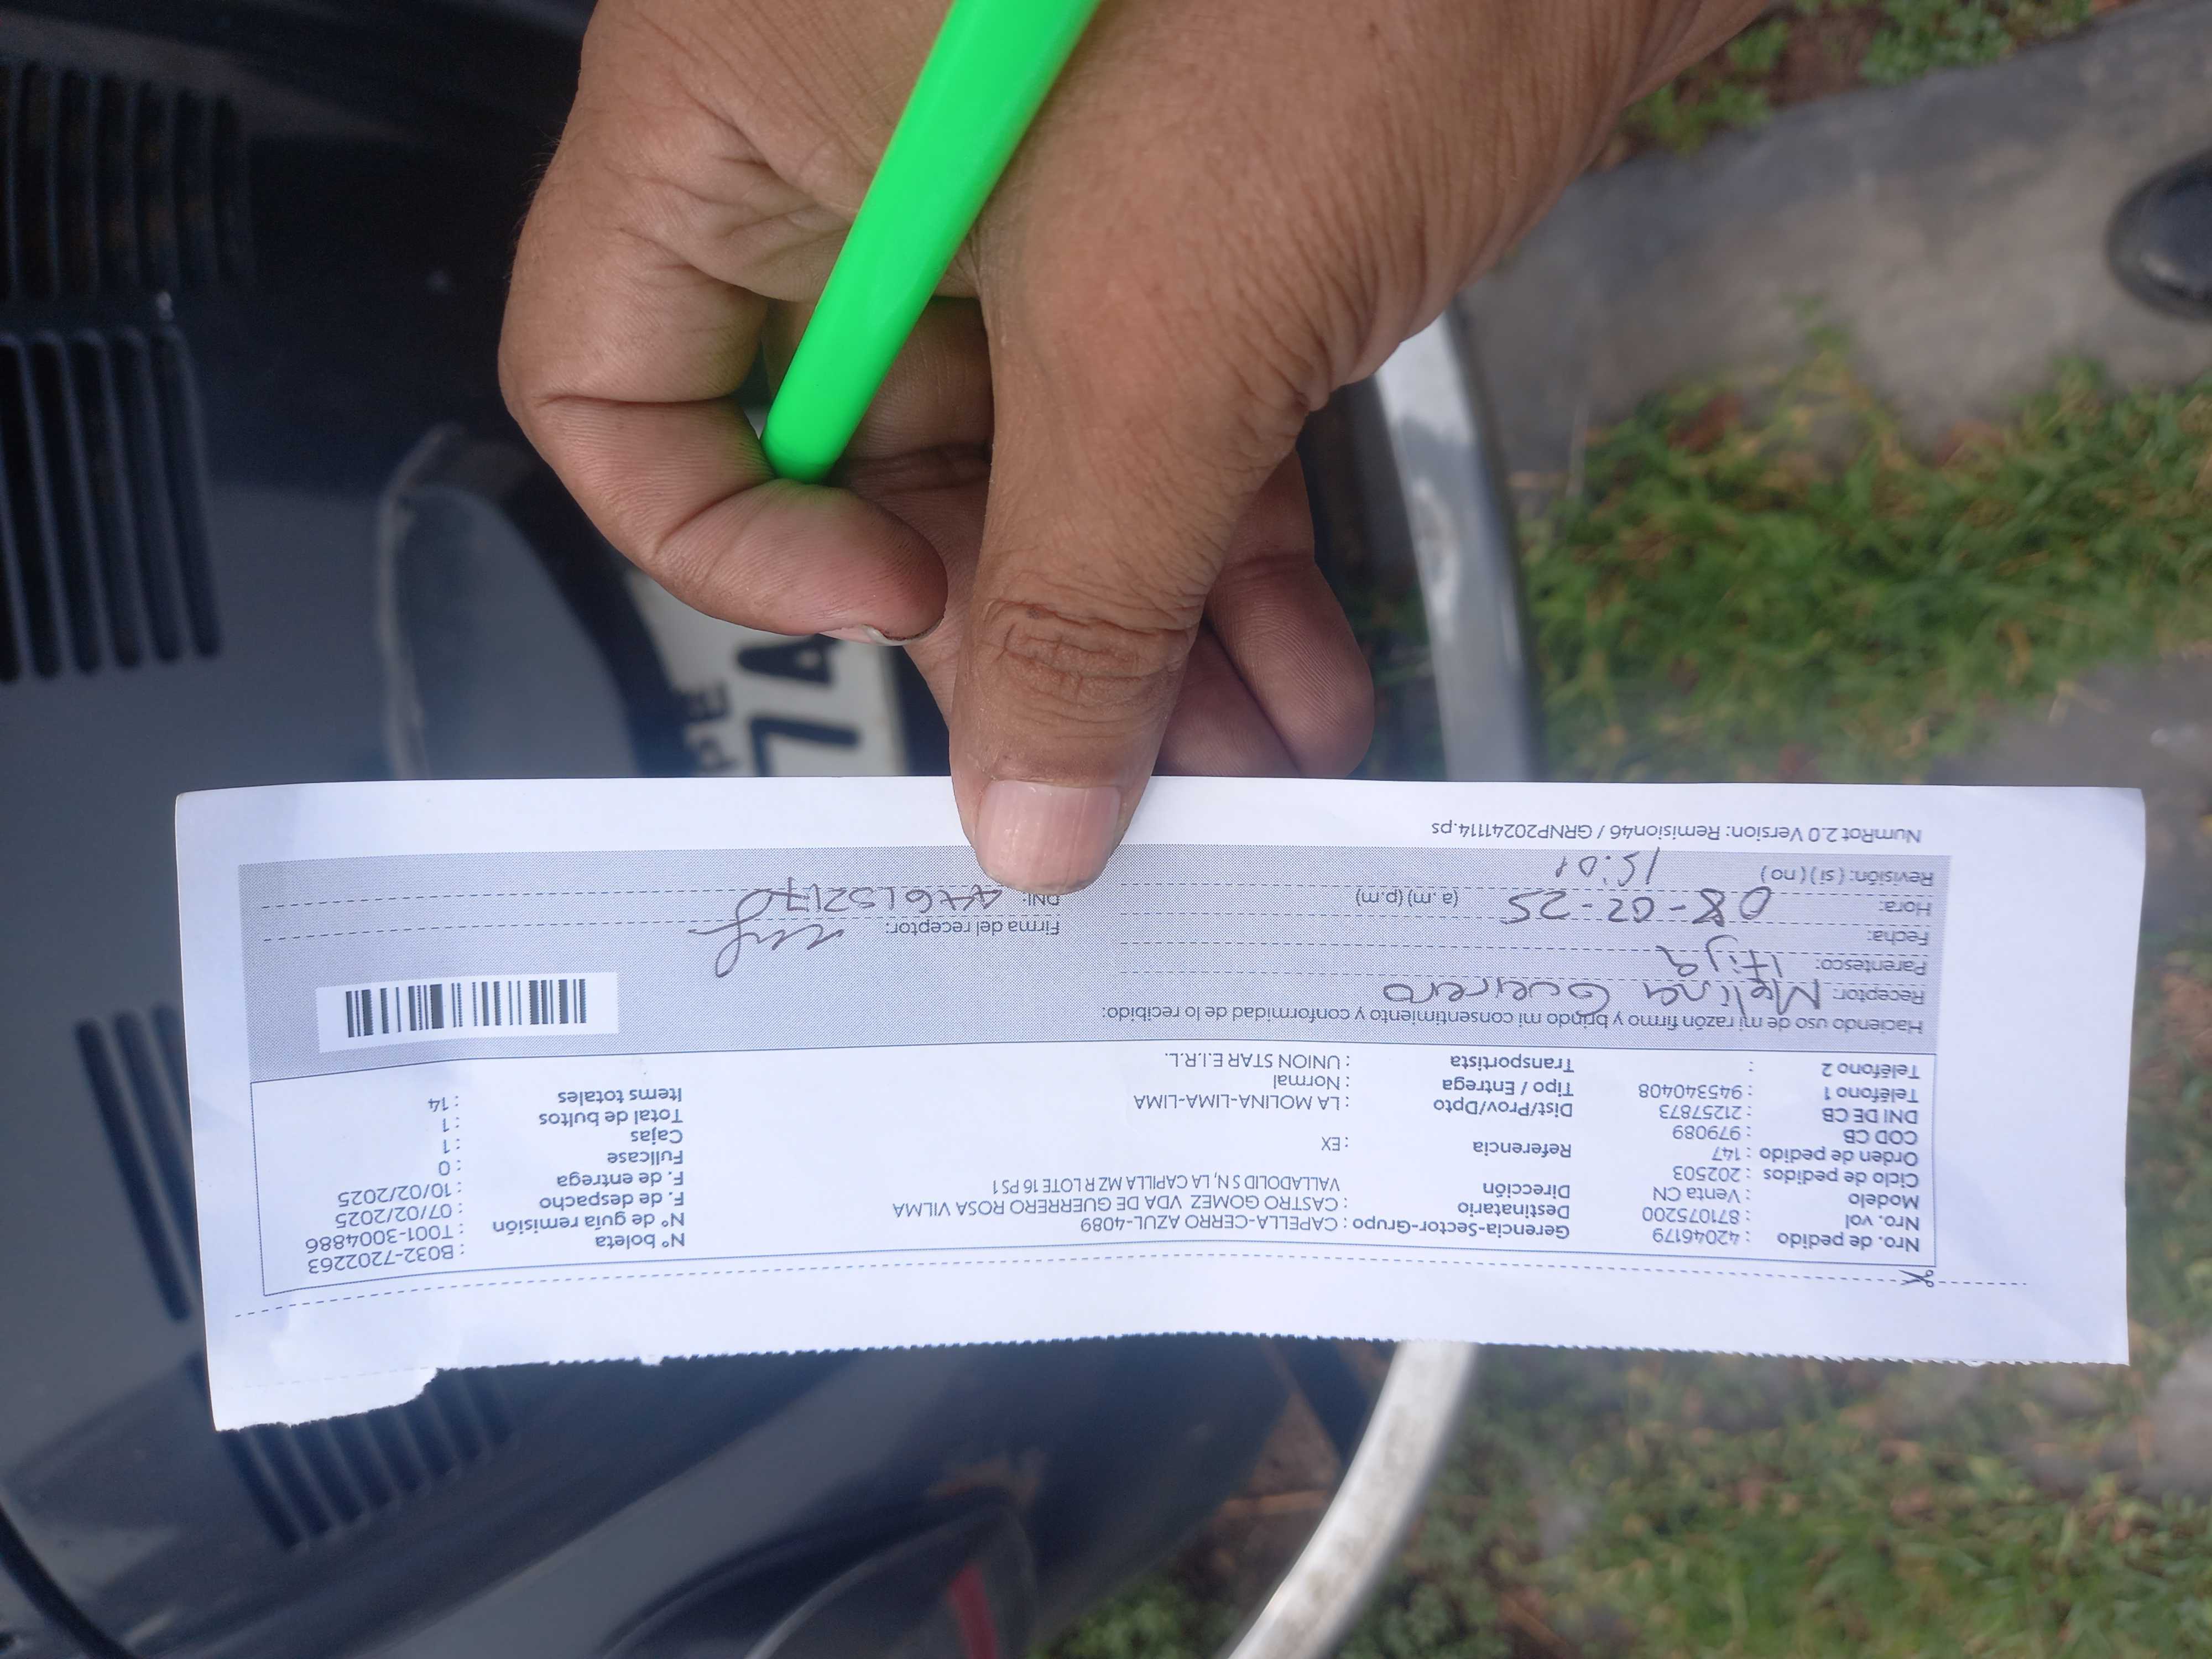 Nro. de pedido : 42046179
Nro. vol : 871075200
Modelo : Venta CN
Ciclo de pedidos : 202503
Orden de pedido : 147
COD CB : 979089
DNI DE CB : 21257873
Teléfono 1 : 945340408
Teléfono 2 :
Gerencia-Sector-Grupo : CAPELLA-CERRO AZUL-4089
Destinatario : CASTRO GOMEZ VDA DE GUERRERO ROSA VILMA
Dirección VALLADOLID S N, LA CAPILLA MZ R LOTE 16 PS 1
Referencia : EX
Dist/Prov/Dpto : LA MOLINA-LIMA-LIMA
Tipo / Entrega : Normal
Transportista : UNION STAR E.I.R.L.
N° boleta : B032-7202263
N° de guía remisión : T001-3004886
F. de despacho : 07/02/2025
F. de entrega : 10/02/2025
Fullcase : 0
Cajas : 1
Total de bultos : 1
Items totales : 14
Haciendo uso de mi razón firmo y brindo mi consentimiento y conformidad de lo recibido:
Receptor: Melina Guerrero
Parentesco: Hija
Fecha:
Hora: 08-02-25 (a.m) (p.m)
Revisión: ( si ) ( no ) 15:01
Firma del receptor:
DNI:
NumRot 2.0 Version: Remision46 / GRNP20241114.ps
PE
7A